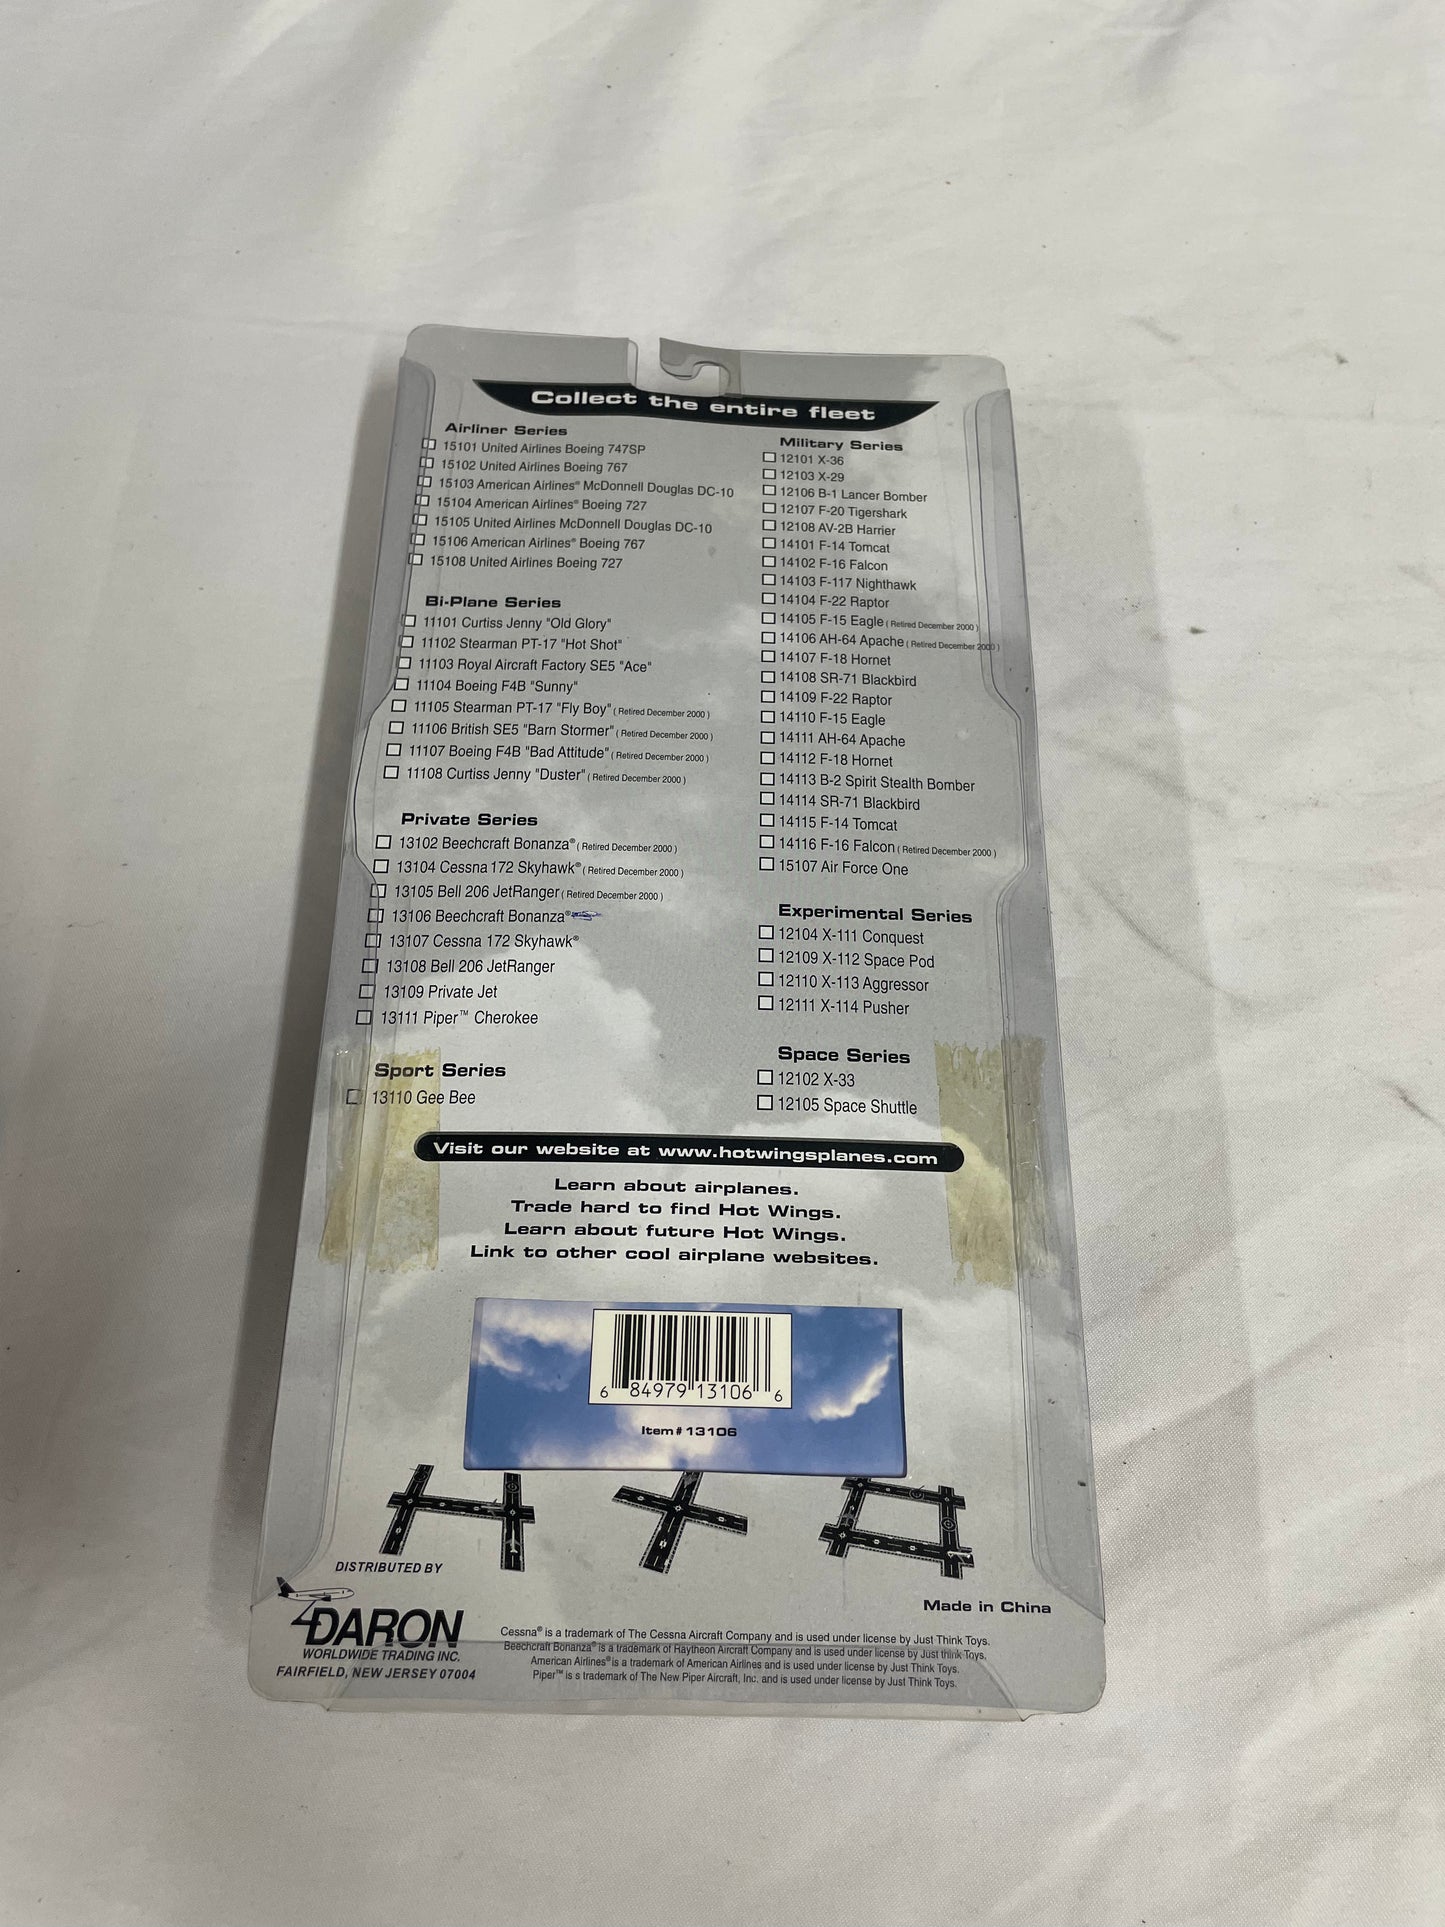 Collect the entire fleet
Airliner Series
15101 United Airlines Boeing 747SP
15102 United Airlines Boeing 767
15103 American Airlines® McDonnell Douglas DC-10
15104 American Airlines® Boeing 727
15105 United Airlines McDonnell Douglas DC-10
15106 American Airlines® Boeing 767
15108 United Airlines Boeing 727
Bi-Plane Series
11101 Curtiss Jenny "Old Glory"
11102 Stearman PT-17 "Hot Shot"
11103 Royal Aircraft Factory SE5 "Ace"
11104 Boeing F4B "Sunny"
11105 Stearman PT-17 "Fly Boy" ( Retired December 2000 )
11106 British SE5 "Barn Stormer" ( Retired December 2000 )
11107 Boeing F4B "Bad Attitude" ( Retired December 2000 )
11108 Curtiss Jenny "Duster" ( Retired December 2000 )
Private Series
13102 Beechcraft Bonanza® ( Retired December 2000 )
13104 Cessna 172 Skyhawk® ( Retired December 2000 )
13105 Bell 206 JetRanger ( Retired December 2000 )
13106 Beechcraft Bonanza®
13107 Cessna 172 Skyhawk®
13108 Bell 206 JetRanger
13109 Private Jet
13111 Piper™ Cherokee
Sport Series
13110 Gee Bee
Military Series
12101 X-36
12103 X-29
12106 B-1 Lancer Bomber
12107 F-20 Tigershark
12108 AV-2B Harrier
14101 F-14 Tomcat
14102 F-16 Falcon
14103 F-117 Nighthawk
14104 F-22 Raptor
14105 F-15 Eagle ( Retired December 2000 )
14106 AH-64 Apache ( Retired December 2000 )
14107 F-18 Hornet
14108 SR-71 Blackbird
14109 F-22 Raptor
14110 F-15 Eagle
14111 AH-64 Apache
14112 F-18 Hornet
14113 B-2 Spirit Stealth Bomber
14114 SR-71 Blackbird
14115 F-14 Tomcat
14116 F-16 Falcon ( Retired December 2000 )
15107 Air Force One
Experimental Series
12104 X-111 Conquest
12109 X-112 Space Pod
12110 X-113 Aggressor
12111 X-114 Pusher
Space Series
12102 X-33
12105 Space Shuttle
Visit our website at www.hotwingsplanes.com
Learn about airplanes.
Trade hard to find Hot Wings.
Learn about future Hot Wings.
Link to other cool airplane websites.
6 84979 13106 6
Item# 13106
DISTRIBUTED BY
DARON
WORLDWIDE TRADING INC.
FAIRFIELD, NEW JERSEY 07004
Made in China
Cessna® is a trademark of The Cessna Aircraft Company and is used under license by Just Think Toys.
Beechcraft Bonanza® is a trademark of Raytheon Aircraft Company and is used under license by Just think Toys.
American Airlines® is a trademark of American Airlines and is used under license by Just Think Toys.
Piper™ is s trademark of The New Piper Aircraft, Inc. and is used under license by Just Think Toys.